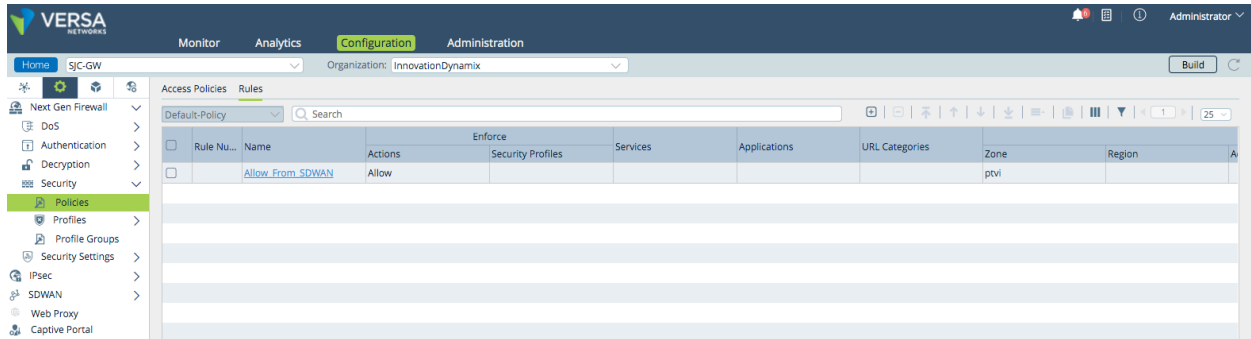 VERSA
NETWORKS
6
Administrator
Monitor Analytics Configuration Administration
Home SJC-GW Organization: InnovationDynamix Build
Access Policies Rules
Next Gen Firewall
DoS
Authentication
Decryption
Security
Policies
Profiles
Profile Groups
Security Settings
IPsec
SDWAN
Web Proxy
Captive Portal
Default-Policy Search 1 25
Enforce
Rule Nu... Name Actions Security Profiles Services Applications URL Categories Zone Region
Allow_From_SDWAN Allow ptvi